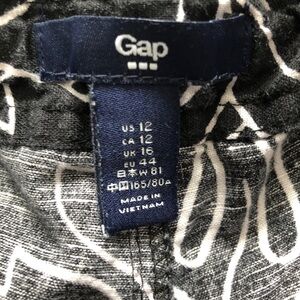 Gap
US 12
CA 12
UK 16
EU 44
日本 W 81
中国 165/80A
MADE IN
VIETNAM